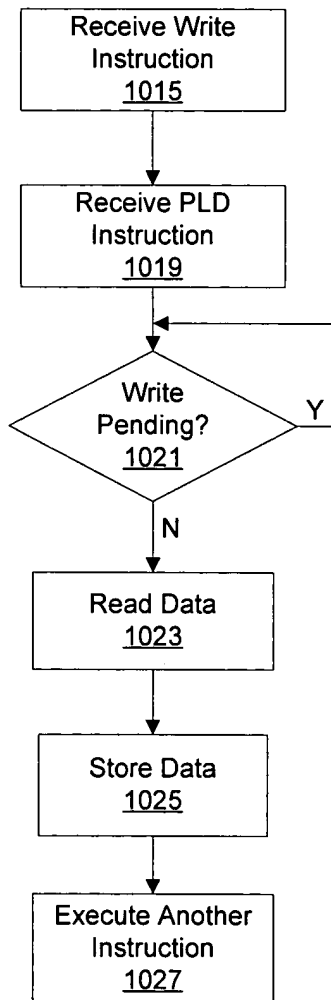 Receive Write
Instruction
1015
Receive PLD
Instruction
1019
Write
Pending?
1021
Y
N
Read Data
1023
Store Data
1025
Execute Another
Instruction
1027